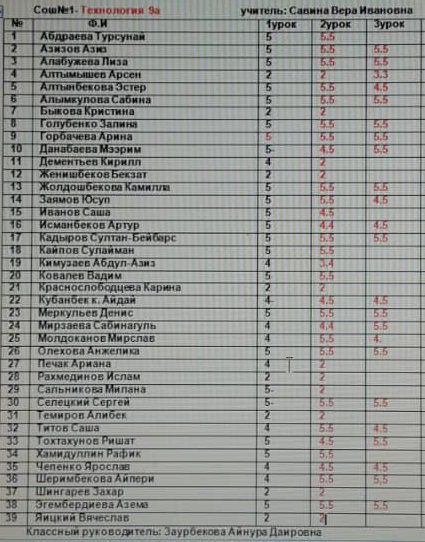 Сош№1- Технология 9а учитель: Савина Вера Ивановна
№ Ф.И 1урок 2урок 3урок
1 Абдраева Турсунай 5 5.5
2 Азизов Азиз 5 5.5 5.5
3 Алабужева Лиза 5 5.5 5.5
4 Алтымышев Арсен 2 2 3.3
5 Алтынбекова Эстер 5 5.5 4.5
6 Алымкулова Сабина 5 5.5 5.5
7 Быкова Кристина 2 2
8 Голубенко Залина 5 5.5 5.5
9 Горбачева Арина 5 5.5 5.5
10 Данабаева Мээрим 5- 4.5 5.5
11 Дементьев Кирилл 4 2
12 Женишбеков Бекзат 2 2
13 Жолдошбекова Камилла 5 5.5 5.5
14 Заямов Юсуп 5 5.5 4.5
15 Иванов Саша 5 4.5
16 Исманбеков Артур 5 4.4 4.5
17 Кадыров Султан-Бейбарс 5 5.5 5.5
18 Каипов Сулайман 5 5.5
19 Кимузаев Абдул-Азиз 4 3.4
20 Ковалев Вадим 5 5.5
21 Краснослободцева Карина 2 2
22 Кубанбек к. Айдай 4- 4.5 4.5
23 Меркульев Денис 5 5.5 5.5
24 Мирзаева Сабинагуль 4 4.4 5.5
25 Молдоканов Мирслав 4 5.5 4.
26 Олехова Анжелика 5 5.5 5.5
27 Печак Ариана 4 2
28 Рахмединов Ислам 2 2
29 Сальникова Милана 5- 2
30 Селецкий Сергей 5- 5.5 5.5
31 Темиров Алибек 2 2
32 Титов Саша 4 5.5 4.5
33 Тохтахунов Ришат 5 4.5 5.5
34 Хамидуллин Рафик 5 5.5
35 Чепенко Ярослав 4 4.5 4.5
36 Шеримбекова Айпери 4 5.5 5.5
37 Шингарев Захар 2 2
38 Эгембердиева Азема 5 5.5 5.5
39 Яицкий Вячеслав 2 2
Классный руководитель: Заурбекова Айнура Даировна